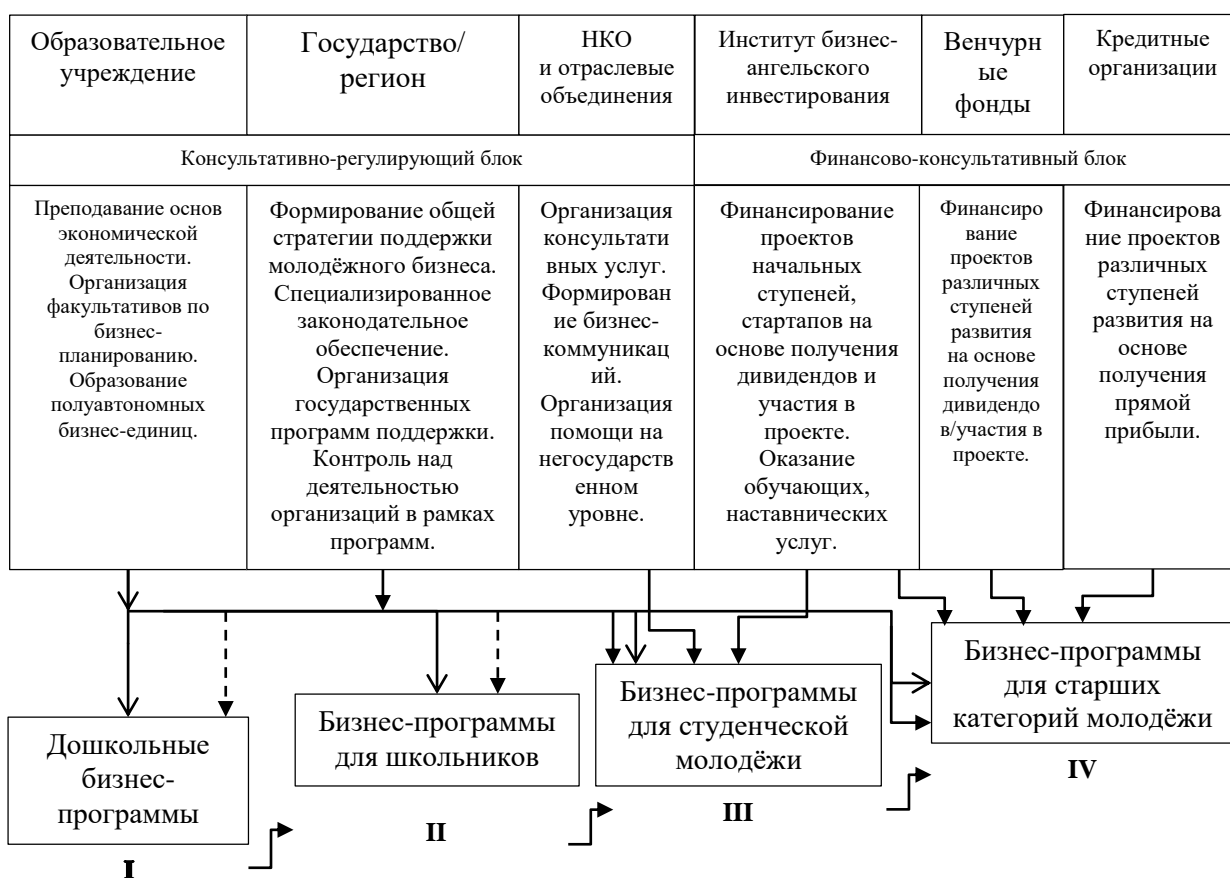 Образовательное
учреждение
Государство/
регион
НКО
и отраслевые
объединения
Институт бизнес-
ангельского
инвестирования
Венчурн
ые
фонды
Кредитные
организации
Консультативно-регулирующий блок
Финансово-консультативный блок
Преподавание основ
экономической
деятельности.
Организация
факультативов по
бизнес-
планированию.
Образование
полуавтономных
бизнес-единиц.
Формирование общей
стратегии поддержки
молодёжного бизнеса.
Специализированное
законодательное
обеспечение.
Организация
государственных
программ поддержки.
Контроль над
деятельностью
организаций в рамках
программ.
Организация
консультати
вных услуг.
Формирован
ие бизнес-
коммуникац
ий.
Организация
помощи на
негосударств
енном
уровне.
Финансирование
проектов
начальных
ступеней,
стартапов на
основе получения
дивидендов и
участия в
проекте.
Оказание
обучающих,
наставнических
услуг.
Финансиро
вание
проектов
различных
ступеней
развития
на основе
получения
дивидендо
в/участия в
проекте.
Финансирова
ние проектов
различных
ступеней
развития на
основе
получения
прямой
прибыли.
Дошкольные
бизнес-
программы
I
Бизнес-программы
для школьников
II
Бизнес-программы
для студенческой
молодёжи
III
Бизнес-программы
для старших
категорий молодёжи
IV